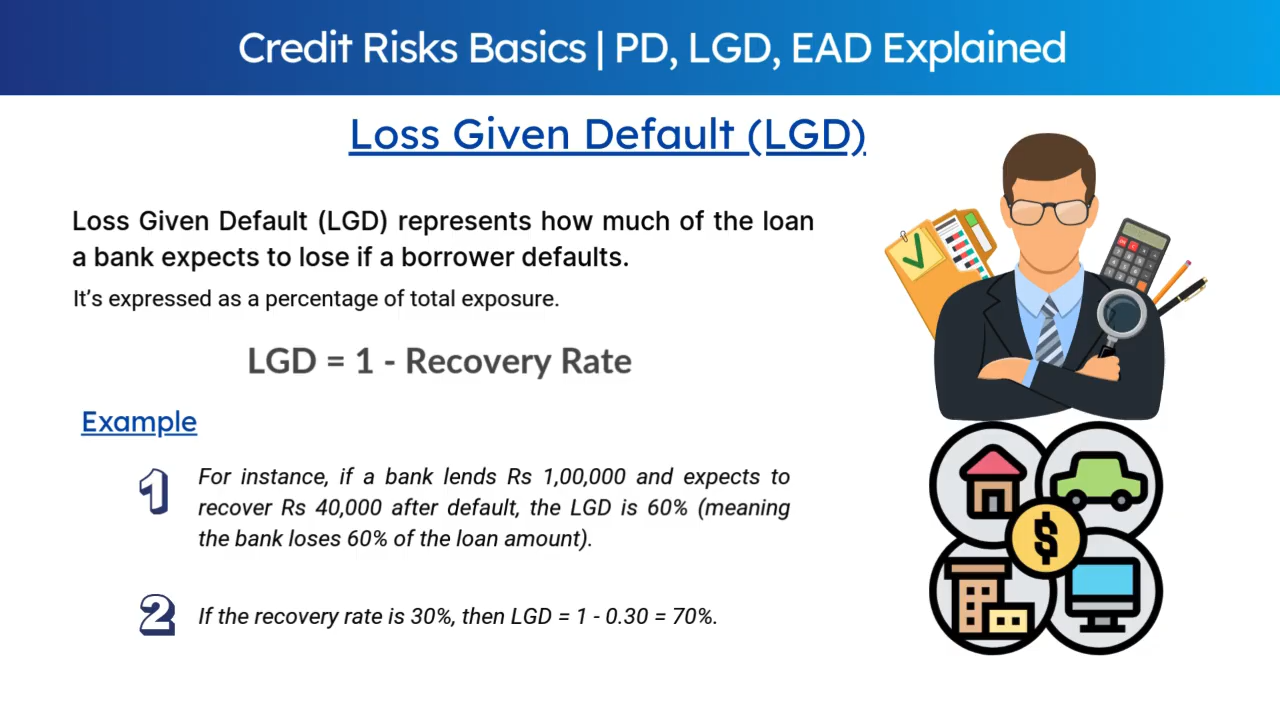 Credit Risks Basics | PD, LGD, EAD Explained
Loss Given Default (LGD)
Loss Given Default (LGD) represents how much of the loan
a bank expects to lose if a borrower defaults.
It’s expressed as a percentage of total exposure.
LGD = 1 - Recovery Rate
Example
1
For instance, if a bank lends Rs 1,00,000 and expects to
recover Rs 40,000 after default, the LGD is 60% (meaning
the bank loses 60% of the loan amount).
2
If the recovery rate is 30%, then LGD = 1 - 0.30 = 70%.
$